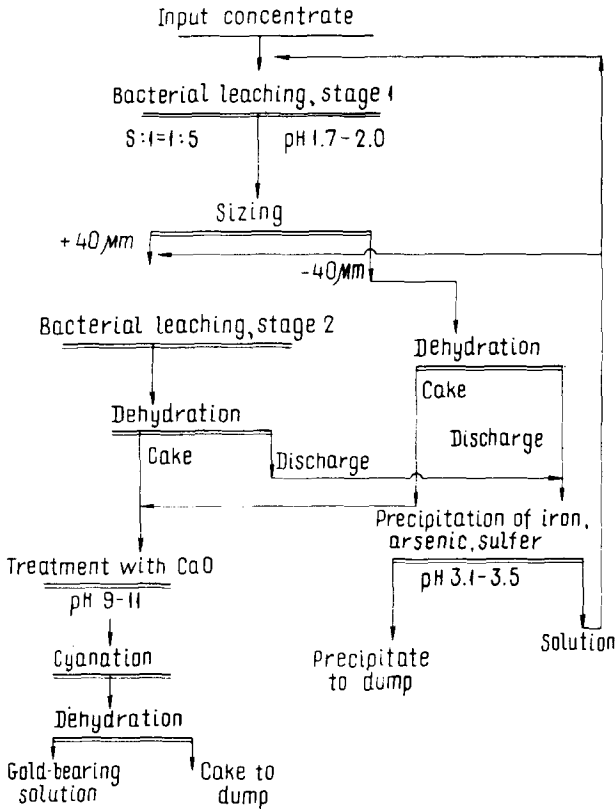 Input concentrate
Bacterial leaching, stage 1
S:1=1:5 pH 1.7-2.0
Sizing
+40 μm
-40 μm
Bacterial leaching, stage 2
Dehydration
Cake
Discharge
Dehydration
Cake
Discharge
Precipitation of iron,
arsenic, sulfer
pH 3.1-3.5
Treatment with CaO
pH 9-11
Precipitate
to dump
Solution
Cyanation
Dehydration
Gold-bearing
solution
Cake to
dump